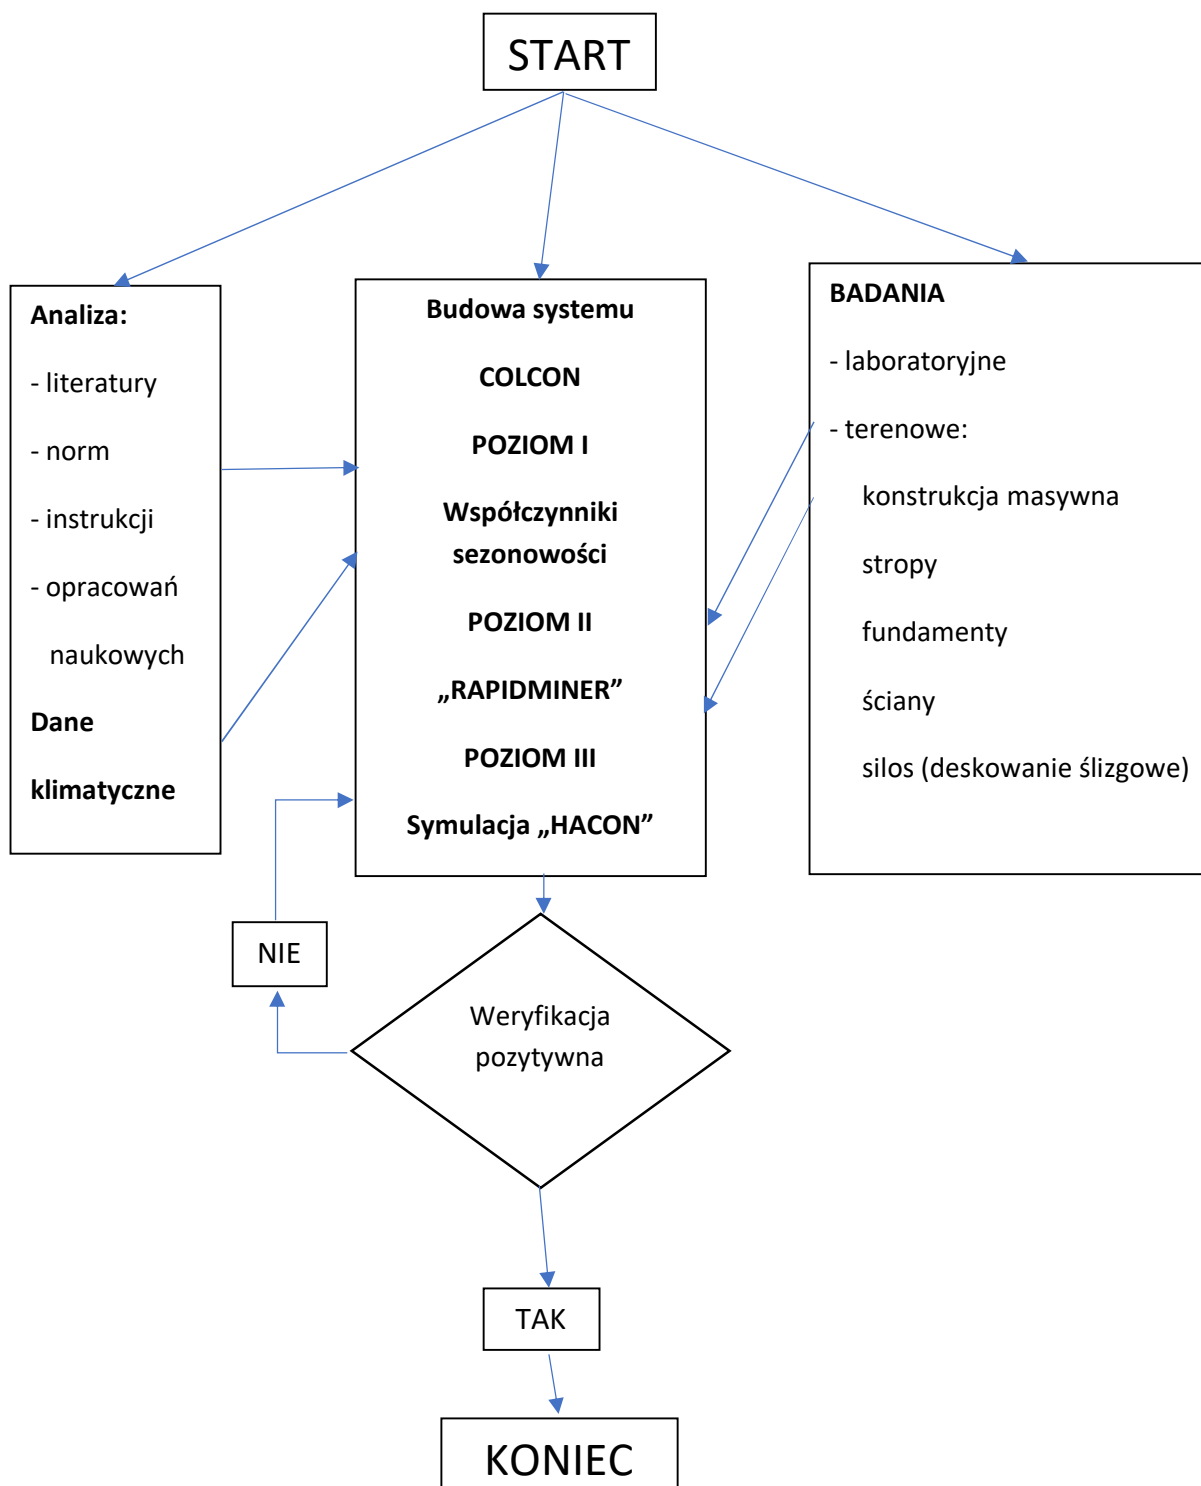 START
Analiza:
- literatury
- norm
- instrukcji
- opracowań
naukowych
Dane
klimatyczne
Budowa systemu
COLCON
POZIOM I
Współczynniki
sezonowości
POZIOM II
„RAPIDMINER”
POZIOM III
Symulacja „HACON”
BADANIA
- laboratoryjne
- terenowe:
konstrukcja masywna
stropy
fundamenty
ściany
silos (deskowanie ślizgowe)
NIE
Weryfikacja
pozytywna
TAK
KONIEC